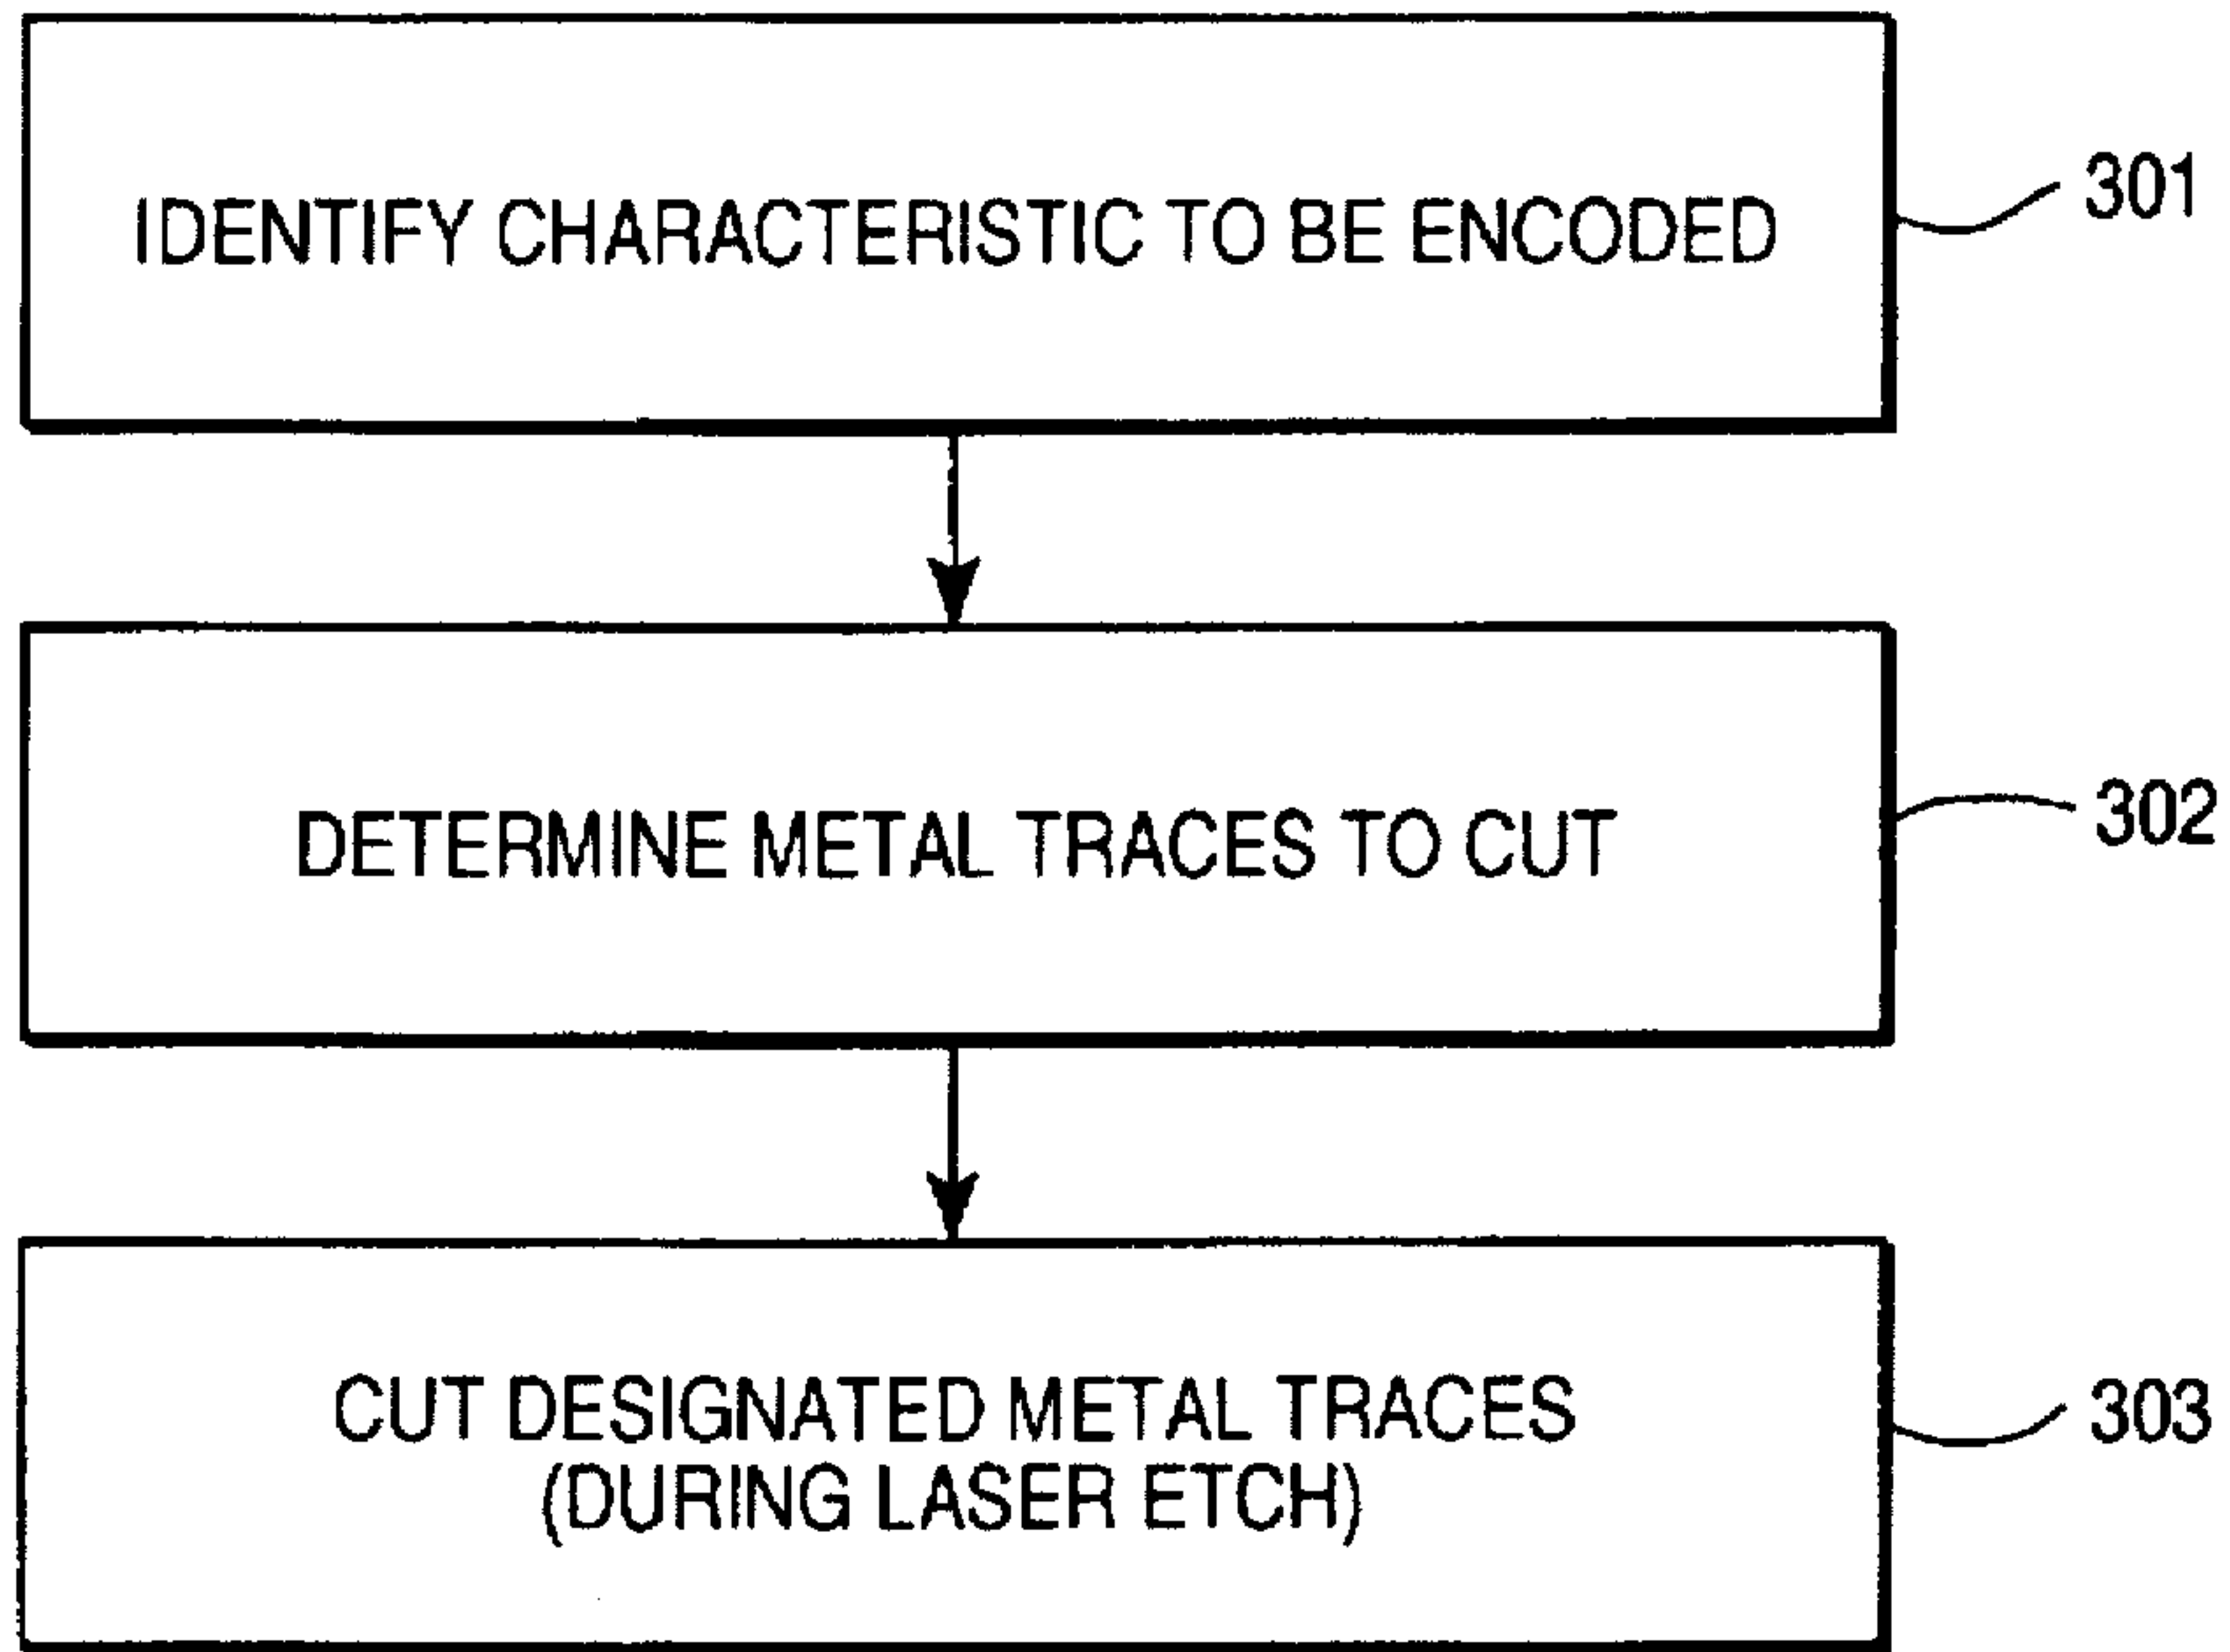 IDENTIFY CHARACTERISTIC TO BE ENCODED
301
DETERMINE METAL TRACES TO CUT
302
CUT DESIGNATED METAL TRACES
(DURING LASER ETCH)
303